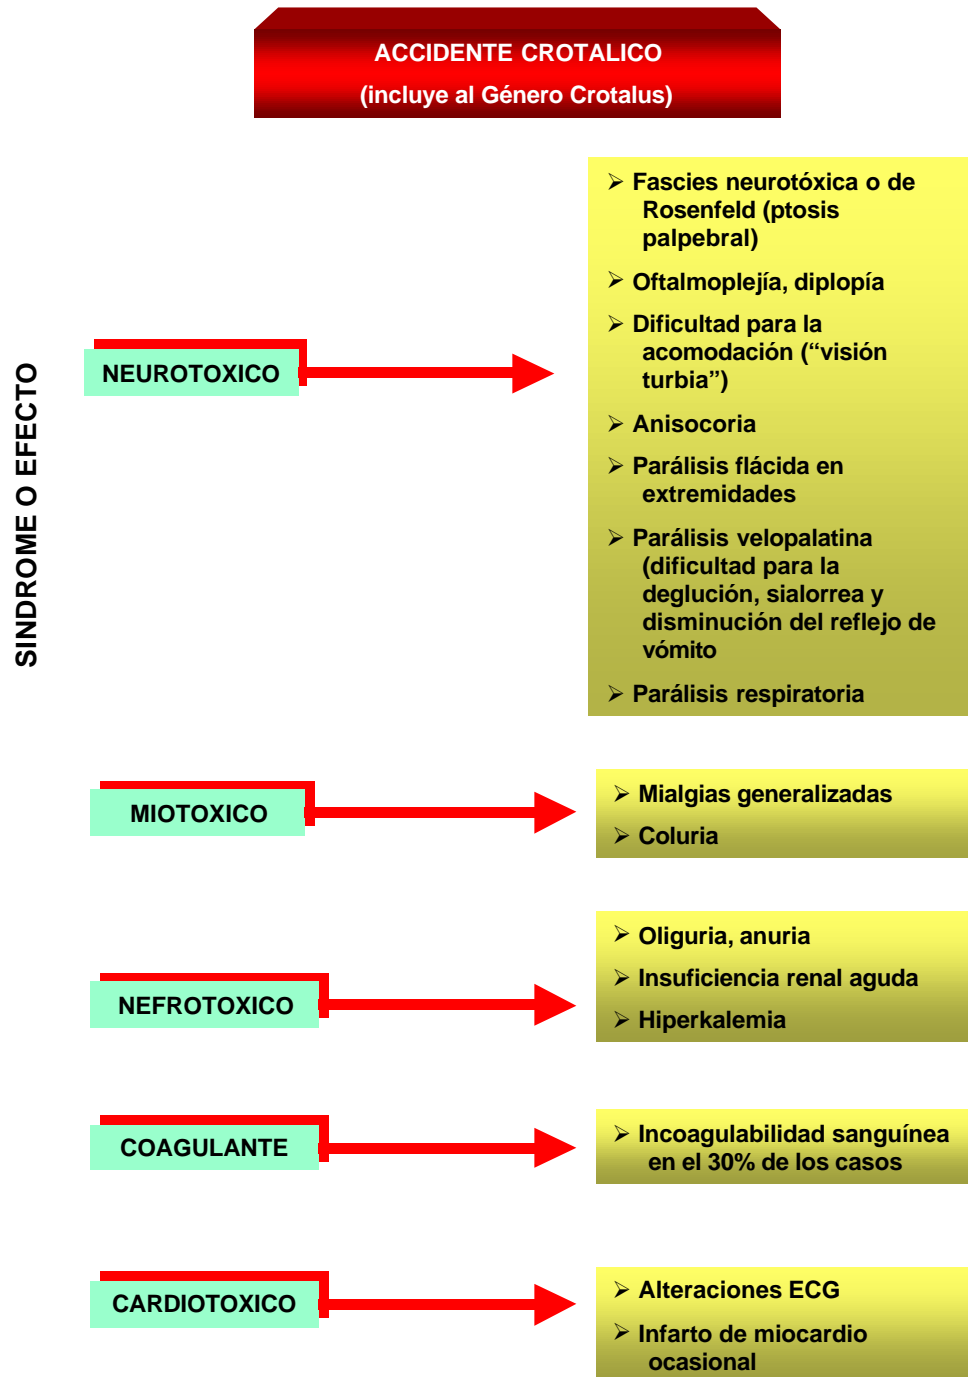 ACCIDENTE CROTALICO
(incluye al Género Crotalus)
SINDROME O EFECTO
NEUROTOXICO
➢ Fascies neurotóxica o de
Rosenfeld (ptosis
palpebral)
➢ Oftalmoplejía, diplopía
➢ Dificultad para la
acomodación (“visión
turbia”)
➢ Anisocoria
➢ Parálisis flácida en
extremidades
➢ Parálisis velopalatina
(dificultad para la
deglución, sialorrea y
disminución del reflejo de
vómito
➢ Parálisis respiratoria
MIOTOXICO
➢ Mialgias generalizadas
➢ Coluria
NEFROTOXICO
➢ Oliguria, anuria
➢ Insuficiencia renal aguda
➢ Hiperkalemia
COAGULANTE
➢ Incoagulabilidad sanguínea
en el 30% de los casos
CARDIOTOXICO
➢ Alteraciones ECG
➢ Infarto de miocardio
ocasional